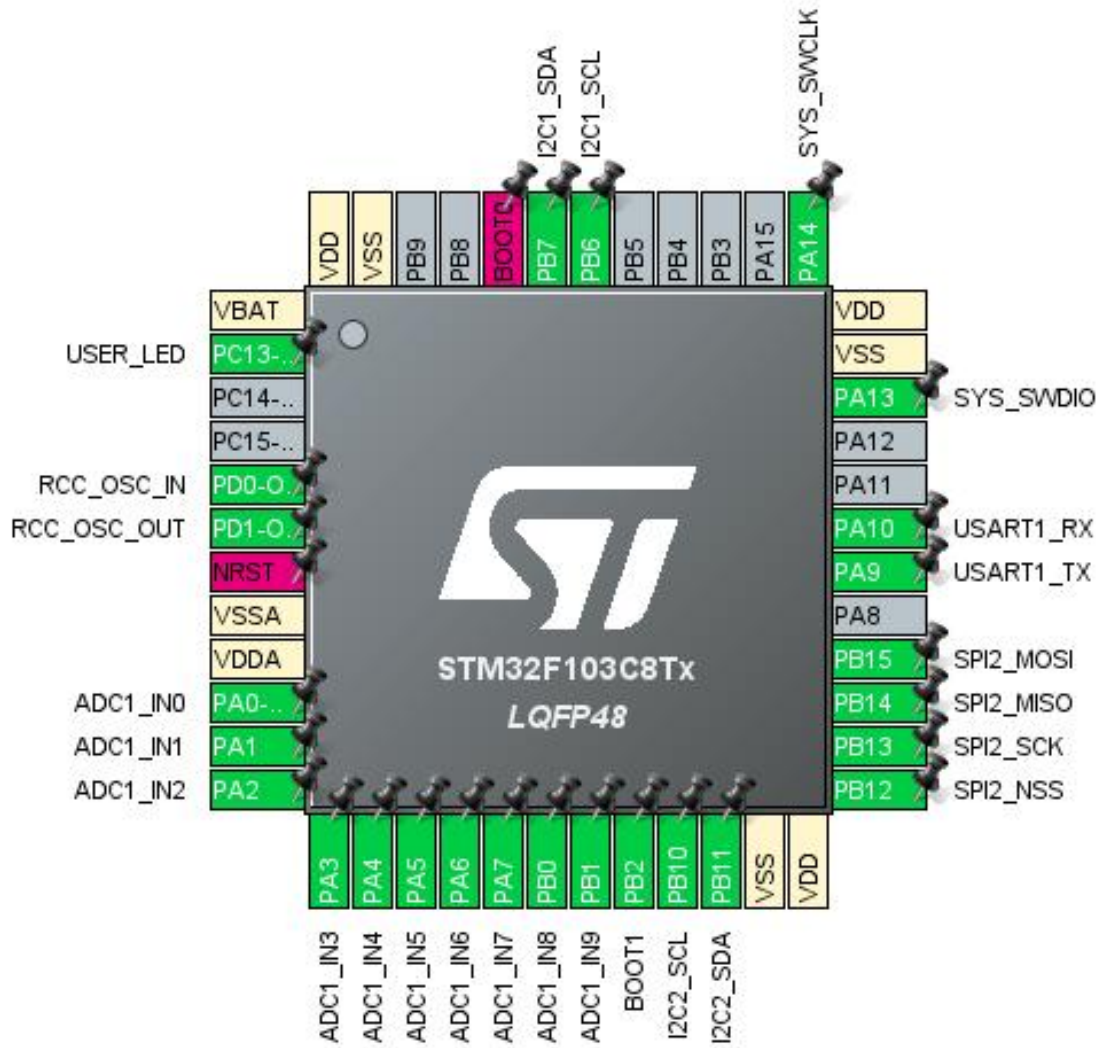 I2C1_SDA
I2C1_SCL
SYS_SWCLK
VDD
VSS
PB9
PB8
BOOT0
PB7
PB6
PB5
PB4
PB3
PA15
PA14
VBAT
USER_LED PC13-..
PC14-..
PC15-..
RCC_OSC_IN PD0-O.
RCC_OSC_OUT PD1-O.
NRST
VSSA
VDDA
ADC1_IN0 PA0-..
ADC1_IN1 PA1
ADC1_IN2 PA2
ST
STM32F103C8Tx
LQFP48
VDD
VSS
PA13 SYS_SWDIO
PA12
PA11
PA10 USART1_RX
PA9 USART1_TX
PA8
PB15 SPI2_MOSI
PB14 SPI2_MISO
PB13 SPI2_SCK
PB12 SPI2_NSS
PA3
PA4
PA5
PA6
PA7
PB0
PB1
PB2
PB10
PB11
VSS
VDD
ADC1_IN3
ADC1_IN4
ADC1_IN5
ADC1_IN6
ADC1_IN7
ADC1_IN8
ADC1_IN9
BOOT1
I2C2_SCL
I2C2_SDA